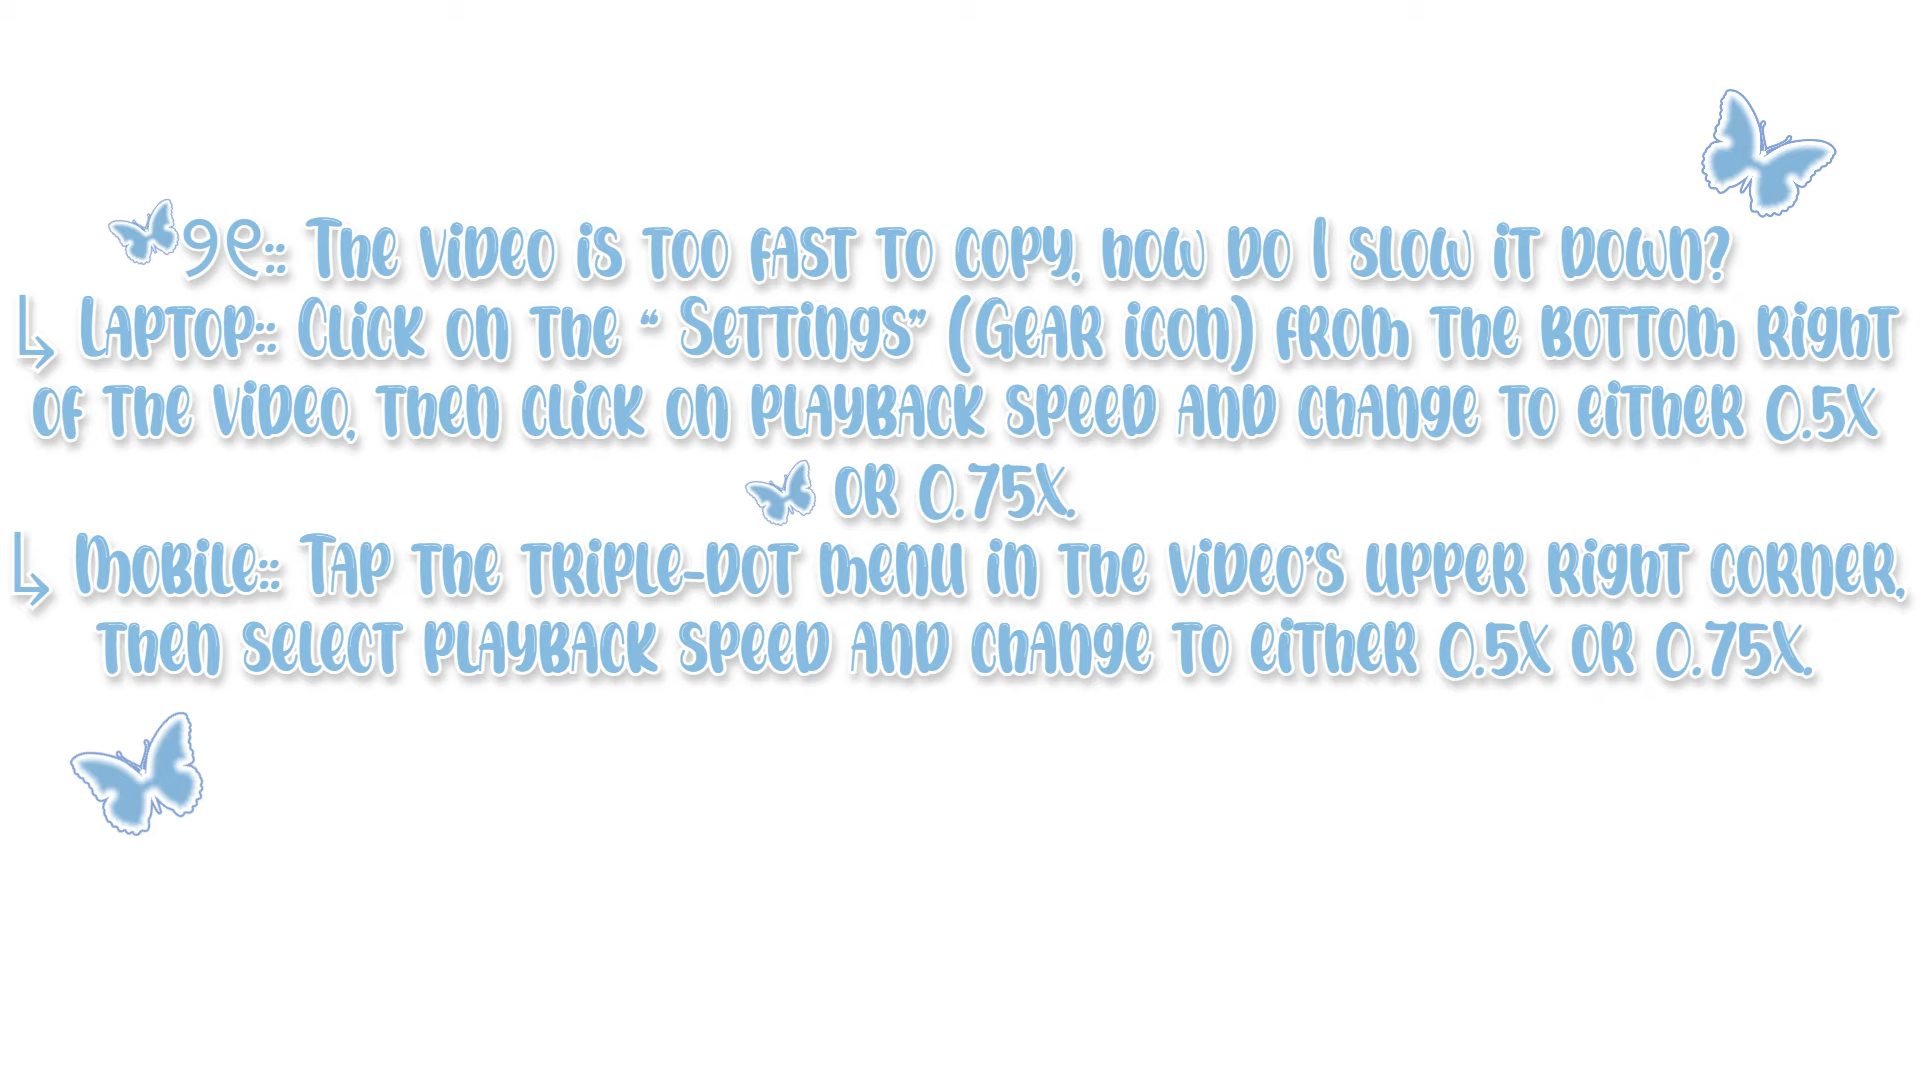 ୨୧:: The video is too fast to copy, how do I slow it down?
↳ Laptop:: Click on the “ Settings” (Gear icon) from the bottom right
of the video, then click on playback speed and change to either 0.5x
or 0.75x.
↳ Mobile:: Tap the triple-dot menu in the video’s upper right corner,
then select playback speed and change to either 0.5x or 0.75x.